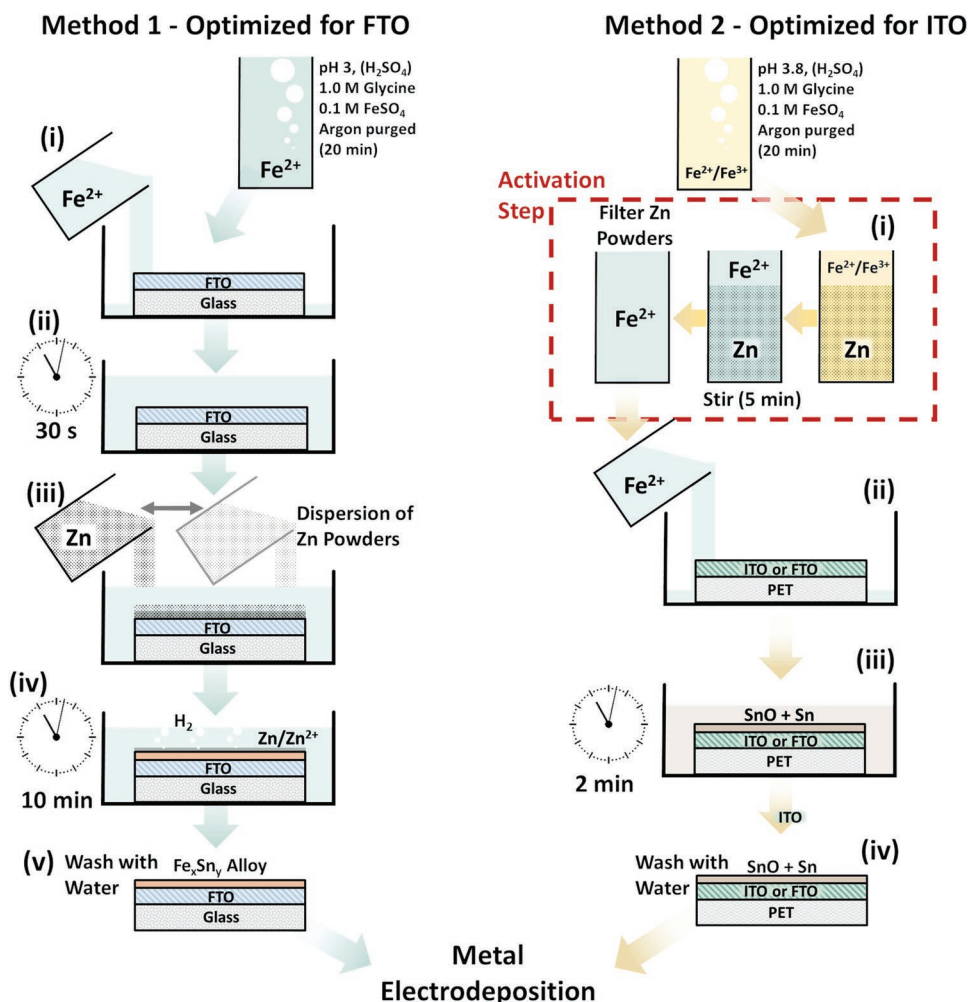 Method 1 - Optimized for FTO
pH 3, (H₂SO₄)
1.0 M Glycine
0.1 M FeSO₄
Argon purged
(20 min)
Fe²⁺
(i)
Fe²⁺
FTO
Glass
(ii)
30 s
FTO
Glass
(iii)
Zn
Dispersion of
Zn Powders
FTO
Glass
(iv)
H₂
Zn/Zn²⁺
10 min
FTO
Glass
(v)
Wash with
Water
FeₓSnᵧ Alloy
FTO
Glass
Method 2 - Optimized for ITO
pH 3.8, (H₂SO₄)
1.0 M Glycine
0.1 M FeSO₄
Argon purged
(20 min)
Fe²⁺/Fe³⁺
Activation
Step
(i)
Filter Zn
Powders
Fe²⁺
Fe²⁺
Zn
Fe²⁺/Fe³⁺
Zn
Stir (5 min)
Fe²⁺
(ii)
ITO or FTO
PET
(iii)
SnO + Sn
ITO or FTO
PET
2 min
ITO
(iv)
Wash with
Water
SnO + Sn
ITO or FTO
PET
Metal
Electrodeposition